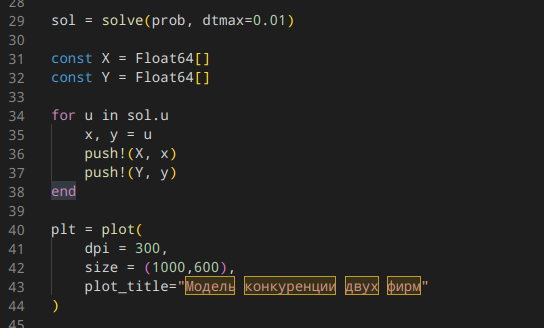 28
29 sol = solve(prob, dtmax=0.01)
30
31 const X = Float64[]
32 const Y = Float64[]
33
34 for u in sol.u
35     x, y = u
36     push!(X, x)
37     push!(Y, y)
38 end
39
40 plt = plot(
41     dpi = 300,
42     size = (1000,600),
43     plot_title="Модель конкуренции двух фирм"
44 )
45